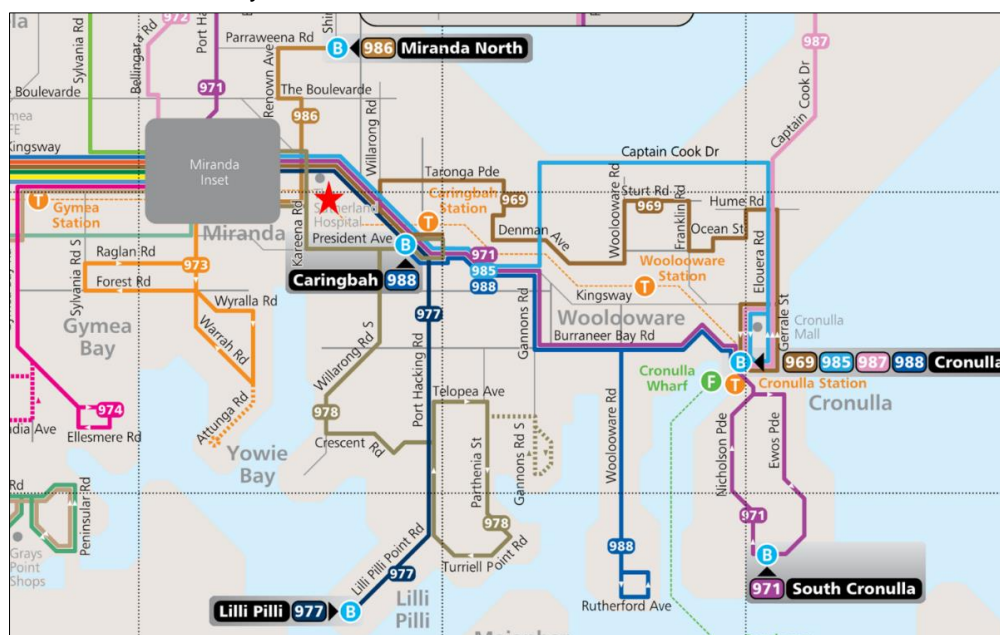 972
Port Ha
Shi
Parraweena Rd
B
986 Miranda North
987
Sylvania Rd
Bellingara Rd
971
Renown Ave
Boulevarde
The Boulevarde
Willarong Rd
986
Captain Cook Dr
Kingsway
Miranda
Inset
Captain Cook Dr
Taronga Pde
T
Gymea
Station
Caringbah
Station
T
969
Sutherland
Hospital
Woolooware Rd
Sturt Rd
969
Franklin Rd
Hume Rd
Miranda
Kareena Rd
President Ave
B
Denman Ave
Ocean St
Elouera Rd
Sylvania Rd S
Raglan Rd
973
Caringbah 988
971
985
988
Woolooware
Station
T
Kingsway
Forest Rd
Wyralla Rd
977
Gannons Rd
Woolooware
Burraneer Bay Rd
Gerrale St
Cronulla
Mall
Gymea
Bay
Warrah Rd
Willarong Rd S
Port Hacking Rd
B
969 985 987 988 Cronulla
Cronulla
Wharf
F
T
Cronulla Station
Cronulla
974
Ellesmere Rd
Attunga Rd
978
Crescent Rd
Telopea Ave
Yowie
Bay
Parthenia St
Gannons Rd S
Woolooware Rd
Nicholson Pde
Ewos Pde
Rd
Peninsular Rd
978
971
Grays
Point
Shops
988
B
Turriell Point Rd
Lilli Pilli Point Rd
977
971 South Cronulla
Lilli Pilli 977
B
Lilli
Pilli
Rutherford Ave